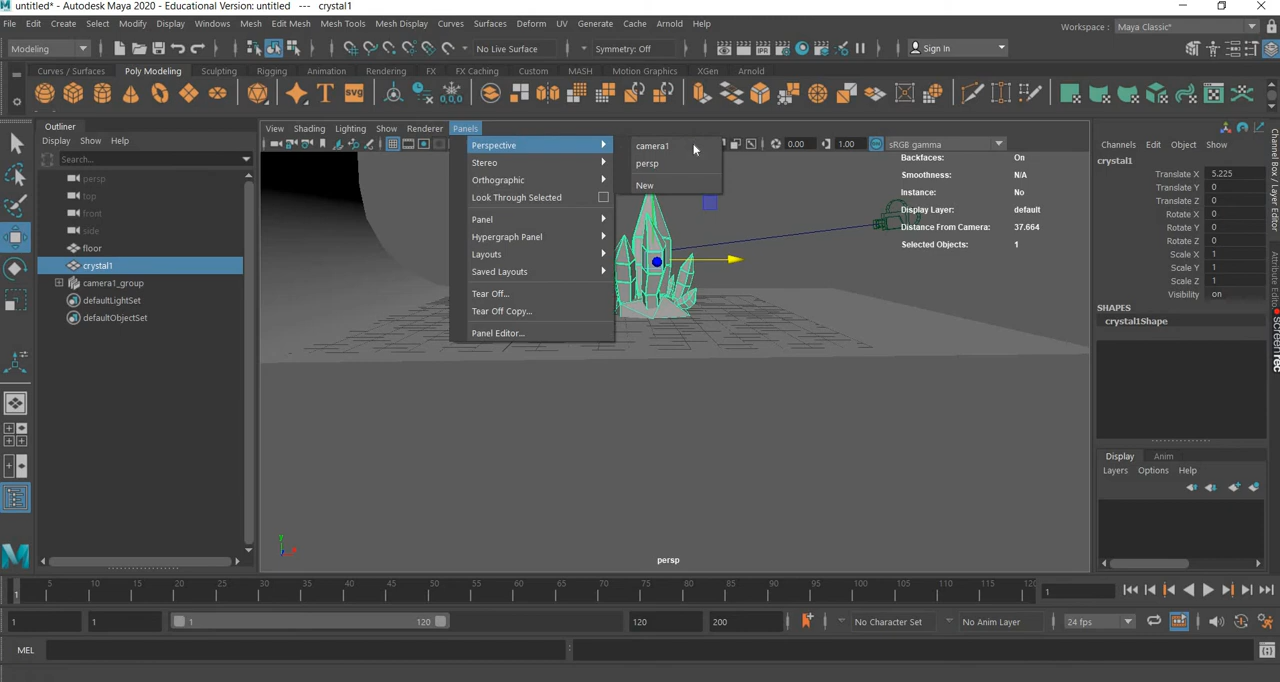 untitled* - Autodesk Maya 2020 - Educational Version: untitled --- crystal1
File Edit Create Select Modify Display Windows Mesh Edit Mesh Mesh Tools Mesh Display Curves Surfaces Deform UV Generate Cache Arnold Help
Workspace: Maya Classic*
Modeling
No Live Surface
Symmetry: Off
Sign In
Curves / Surfaces Poly Modeling Sculpting Rigging Animation Rendering FX FX Caching Custom MASH Motion Graphics XGen Arnold
SVG
Outliner
Display Show Help
Search...
persp
top
front
side
floor
crystal1
camera1_group
defaultLightSet
defaultObjectSet
View Shading Lighting Show Renderer Panels
0.00
1.00
sRGB gamma
Perspective
Stereo
Orthographic
Look Through Selected
Panel
Hypergraph Panel
Layouts
Saved Layouts
Tear Off...
Tear Off Copy...
Panel Editor...
camera1
persp
New
Backfaces: On
Smoothness: N/A
Instance: No
Display Layer: default
Distance From Camera: 37.664
Selected Objects: 1
persp
Channels Edit Object Show
crystal1
Translate X 5.225
Translate Y 0
Translate Z 0
Rotate X 0
Rotate Y 0
Rotate Z 0
Scale X 1
Scale Y 1
Scale Z 1
Visibility on
SHAPES
crystal1Shape
Display Anim
Layers Options Help
Channel Box / Layer Editor
Attribute Editor
SCREENTEC
5 10 15 20 25 30 35 40 45 50 55 60 65 70 75 80 85 90 95 100 105 110 115 120
1
1
1
1
120
120
200
No Character Set
No Anim Layer
24 fps
MEL